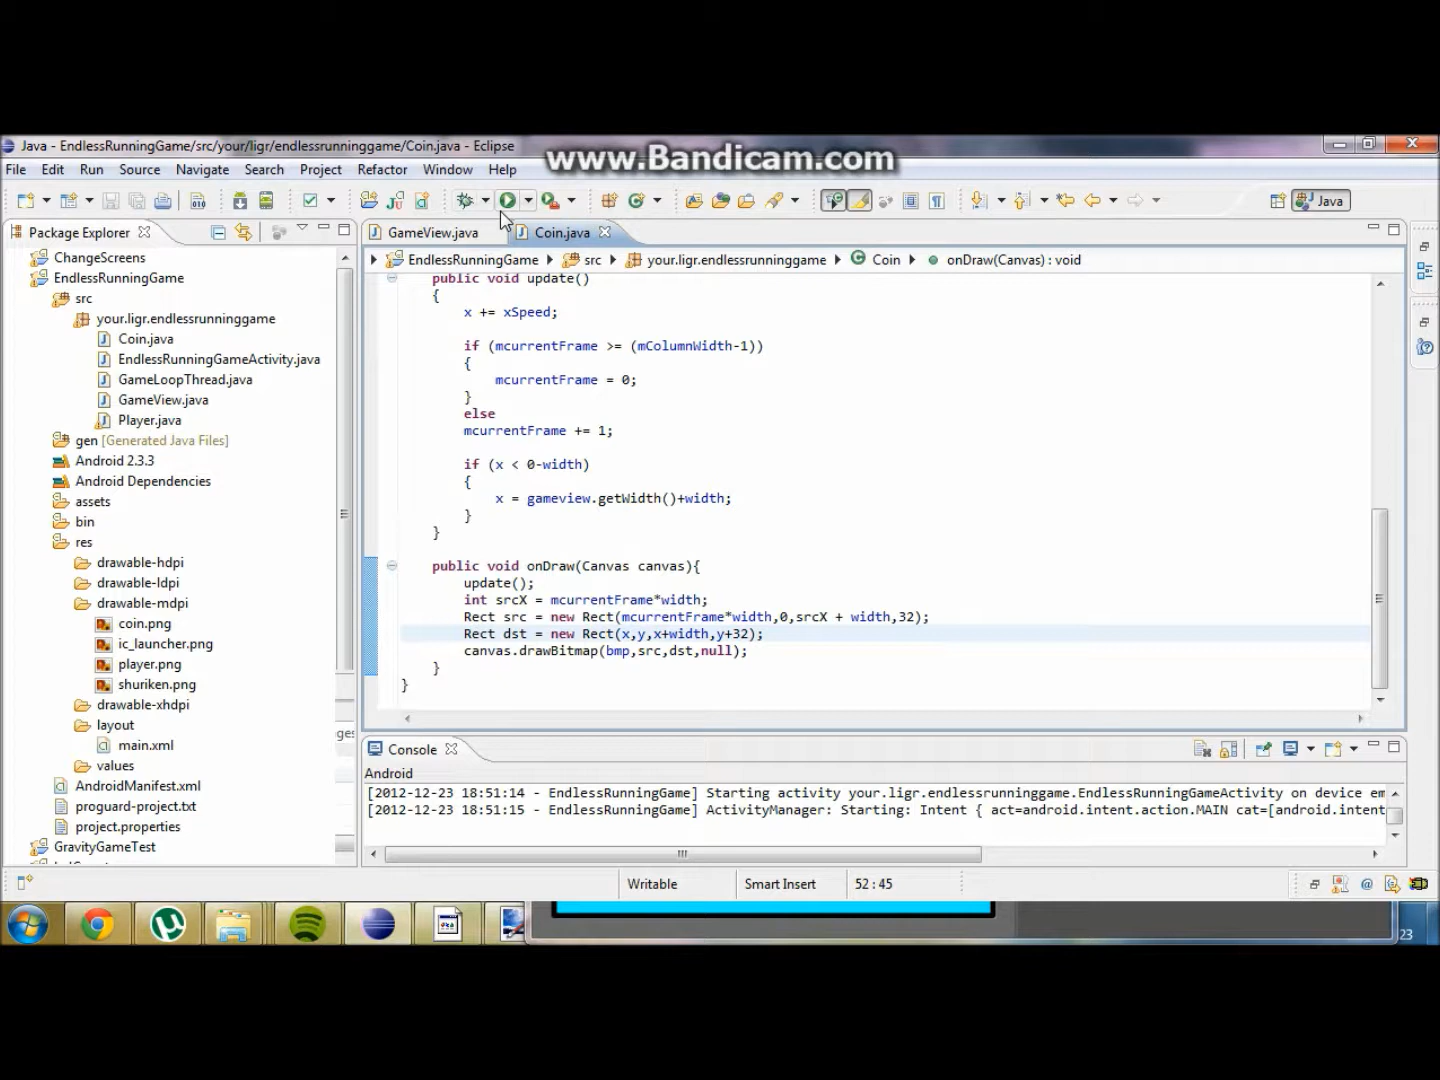 Java - EndlessRunningGame/src/your/ligr/endlessrunninggame/Coin.java - Eclipse
www.Bandicam.com
File Edit Run Source Navigate Search Project Refactor Window Help
Java
Package Explorer
GameView.java
Coin.java
EndlessRunningGame src your.ligr.endlessrunninggame Coin onDraw(Canvas) : void
ChangeScreens
EndlessRunningGame
src
your.ligr.endlessrunninggame
Coin.java
EndlessRunningGameActivity.java
GameLoopThread.java
GameView.java
Player.java
gen [Generated Java Files]
Android 2.3.3
Android Dependencies
assets
bin
res
drawable-hdpi
drawable-ldpi
drawable-mdpi
coin.png
ic_launcher.png
player.png
shuriken.png
drawable-xhdpi
layout
main.xml
values
AndroidManifest.xml
proguard-project.txt
project.properties
GravityGameTest
public void update()
{
x += xSpeed;
if (mcurrentFrame >= (mColumnWidth-1))
{
mcurrentFrame = 0;
}
else
mcurrentFrame += 1;
if (x < 0-width)
{
x = gameview.getWidth()+width;
}
}
public void onDraw(Canvas canvas){
update();
int srcX = mcurrentFrame*width;
Rect src = new Rect(mcurrentFrame*width,0,srcX + width,32);
Rect dst = new Rect(x,y,x+width,y+32);
canvas.drawBitmap(bmp,src,dst,null);
}
}
ges
Console
Android
[2012-12-23 18:51:14 - EndlessRunningGame] Starting activity your.ligr.endlessrunninggame.EndlessRunningGameActivity on device em
[2012-12-23 18:51:15 - EndlessRunningGame] ActivityManager: Starting: Intent { act=android.intent.action.MAIN cat=[android.intent
Writable
Smart Insert
52 : 45
23